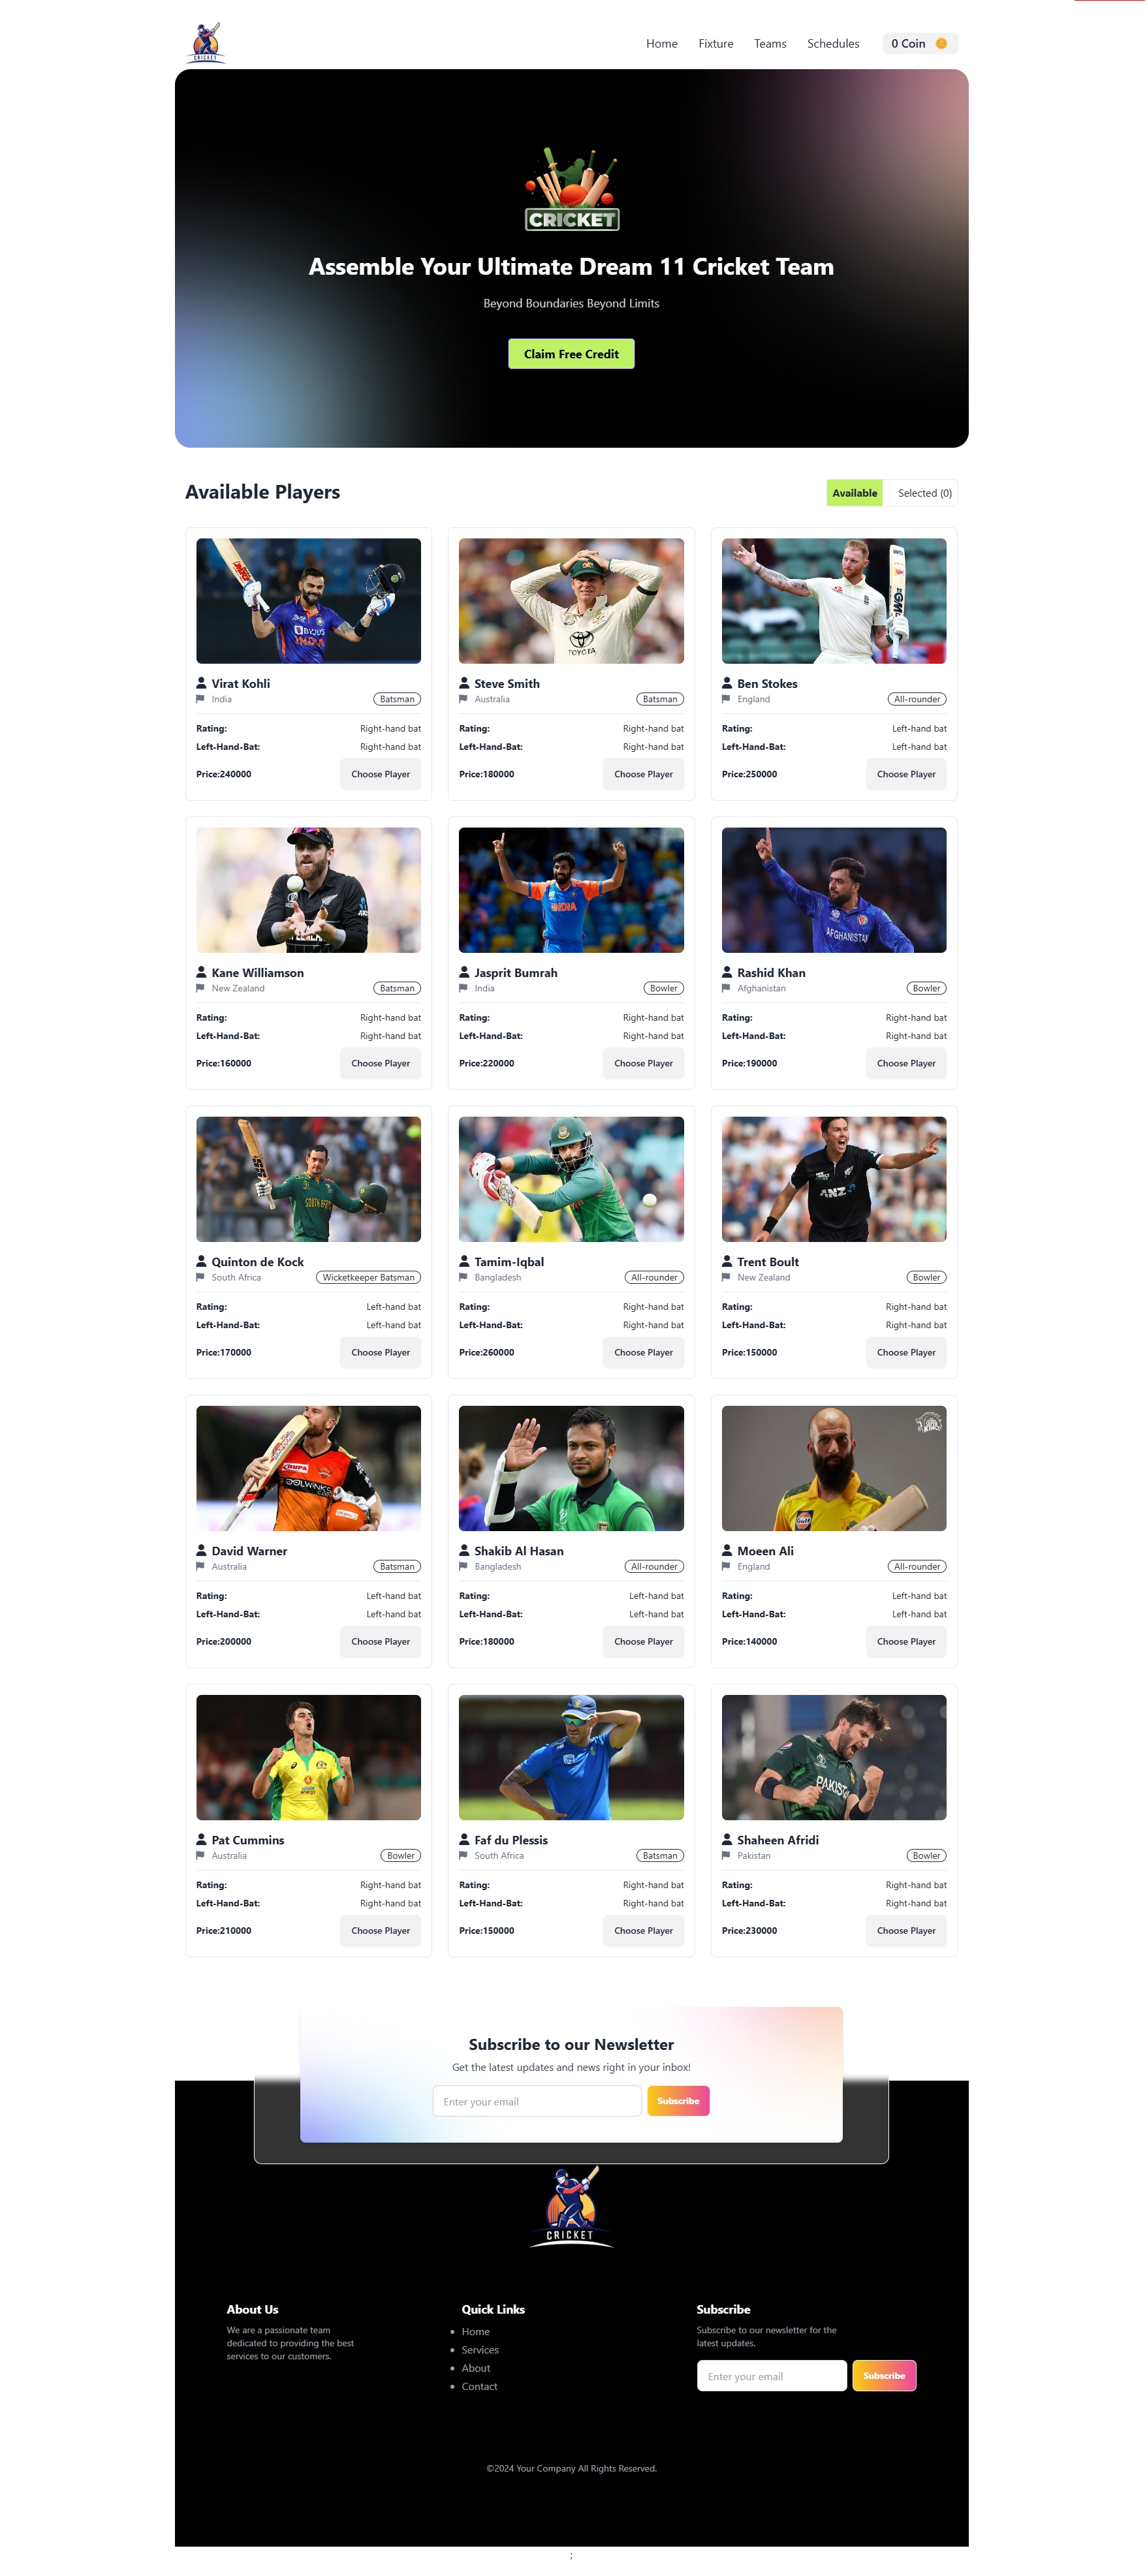 CRICKET
Home Fixture Teams Schedules 0 Coin
CRICKET
Assemble Your Ultimate Dream 11 Cricket Team
Beyond Boundaries Beyond Limits
Claim Free Credit
Available Players
Available Selected (0)
BYJU'S
INDIA
TOYOTA
GM
Virat Kohli
India Batsman
Rating: Right-hand bat
Left-Hand-Bat: Right-hand bat
Price:240000 Choose Player
Steve Smith
Australia Batsman
Rating: Right-hand bat
Left-Hand-Bat: Right-hand bat
Price:180000 Choose Player
Ben Stokes
England All-rounder
Rating: Left-hand bat
Left-Hand-Bat: Left-hand bat
Price:250000 Choose Player
INDIA
AFGHANISTAN
Kane Williamson
New Zealand Batsman
Rating: Right-hand bat
Left-Hand-Bat: Right-hand bat
Price:160000 Choose Player
Jasprit Bumrah
India Bowler
Rating: Right-hand bat
Left-Hand-Bat: Right-hand bat
Price:220000 Choose Player
Rashid Khan
Afghanistan Bowler
Rating: Right-hand bat
Left-Hand-Bat: Right-hand bat
Price:190000 Choose Player
ANZ
Quinton de Kock
South Africa Wicketkeeper Batsman
Rating: Left-hand bat
Left-Hand-Bat: Left-hand bat
Price:170000 Choose Player
Tamim-Iqbal
Bangladesh All-rounder
Rating: Right-hand bat
Left-Hand-Bat: Right-hand bat
Price:260000 Choose Player
Trent Boult
New Zealand Bowler
Rating: Right-hand bat
Left-Hand-Bat: Right-hand bat
Price:150000 Choose Player
CHUPA
Gulf
David Warner
Australia Batsman
Rating: Left-hand bat
Left-Hand-Bat: Left-hand bat
Price:200000 Choose Player
Shakib Al Hasan
Bangladesh All-rounder
Rating: Left-hand bat
Left-Hand-Bat: Left-hand bat
Price:180000 Choose Player
Moeen Ali
England All-rounder
Rating: Left-hand bat
Left-Hand-Bat: Left-hand bat
Price:140000 Choose Player
Pat Cummins
Australia Bowler
Rating: Right-hand bat
Left-Hand-Bat: Right-hand bat
Price:210000 Choose Player
Faf du Plessis
South Africa Batsman
Rating: Right-hand bat
Left-Hand-Bat: Right-hand bat
Price:150000 Choose Player
Shaheen Afridi
Pakistan Bowler
Rating: Right-hand bat
Left-Hand-Bat: Right-hand bat
Price:230000 Choose Player
Subscribe to our Newsletter
Get the latest updates and news right in your inbox!
Enter your email Subscribe
CRICKET
About Us
We are a passionate team
dedicated to providing the best
services to our customers.
Quick Links
Home
Services
About
Contact
Subscribe
Subscribe to our newsletter for the
latest updates.
Enter your email Subscribe
©2024 Your Company All Rights Reserved.
;